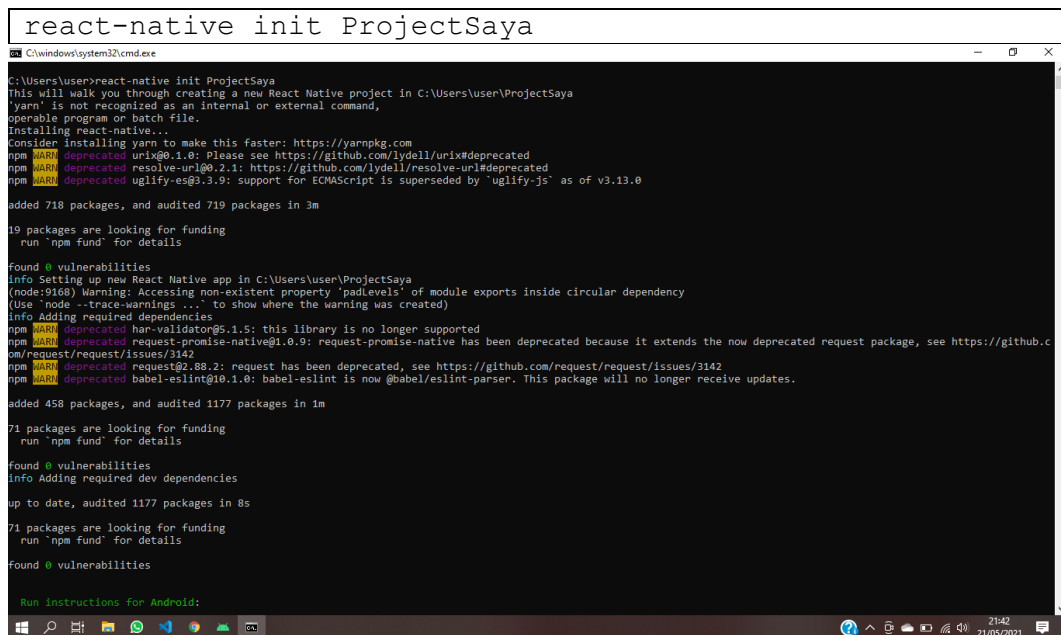 react-native init ProjectSaya
C:\windows\system32\cmd.exe
C:\Users\user>react-native init ProjectSaya
This will walk you through creating a new React Native project in C:\Users\user\ProjectSaya
'yarn' is not recognized as an internal or external command,
operable program or batch file.
Installing react-native...
Consider installing yarn to make this faster: https://yarnpkg.com
npm WARN deprecated urix@0.1.0: Please see https://github.com/lydell/urix#deprecated
npm WARN deprecated resolve-url@0.2.1: https://github.com/lydell/resolve-url#deprecated
npm WARN deprecated uglify-es@3.3.9: support for ECMAScript is superseded by `uglify-js` as of v3.13.0
added 718 packages, and audited 719 packages in 3m
19 packages are looking for funding
run `npm fund` for details
found 0 vulnerabilities
info Setting up new React Native app in C:\Users\user\ProjectSaya
(node:9168) Warning: Accessing non-existent property 'padLevels' of module exports inside circular dependency
(Use `node --trace-warnings ...` to show where the warning was created)
info Adding required dependencies
npm WARN deprecated har-validator@5.1.5: this library is no longer supported
npm WARN deprecated request-promise-native@1.0.9: request-promise-native has been deprecated because it extends the now deprecated request package, see https://github.c
om/request/request/issues/3142
npm WARN deprecated request@2.88.2: request has been deprecated, see https://github.com/request/request/issues/3142
npm WARN deprecated babel-eslint@10.1.0: babel-eslint is now @babel/eslint-parser. This package will no longer receive updates.
added 458 packages, and audited 1177 packages in 1m
71 packages are looking for funding
run `npm fund` for details
found 0 vulnerabilities
info Adding required dev dependencies
up to date, audited 1177 packages in 8s
71 packages are looking for funding
run `npm fund` for details
found 0 vulnerabilities
Run instructions for Android:
21:42
21/05/2021